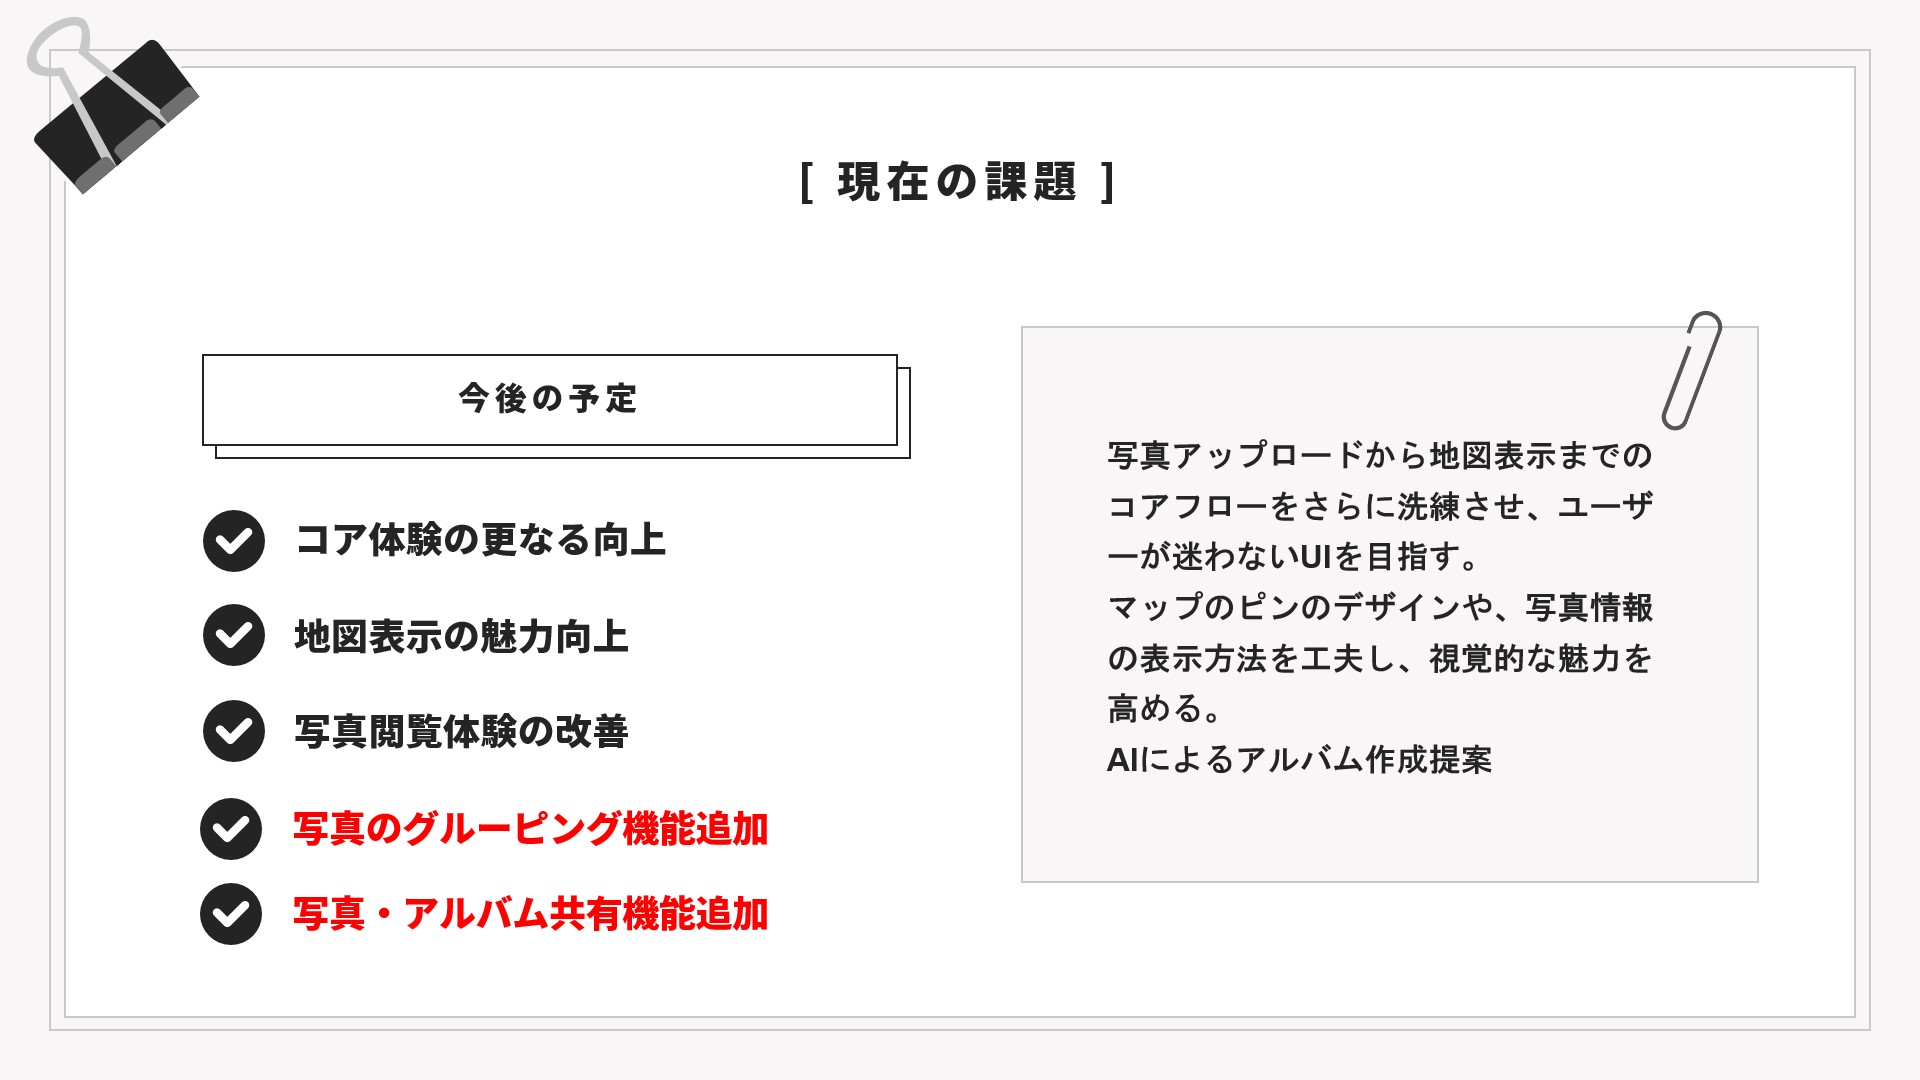 [ 現在の課題 ]
今後の予定
コア体験の更なる向上
地図表示の魅力向上
写真閲覧体験の改善
写真のグルーピング機能追加
写真・アルバム共有機能追加
写真アップロードから地図表示までの
コアフローをさらに洗練させ、ユーザ
ーが迷わないUIを目指す。
マップのピンのデザインや、写真情報
の表示方法を工夫し、視覚的な魅力を
高める。
AIによるアルバム作成提案